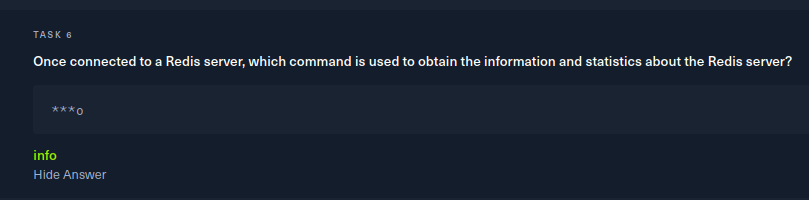 TASK 6
Once connected to a Redis server, which command is used to obtain the information and statistics about the Redis server?
***o
info
Hide Answer